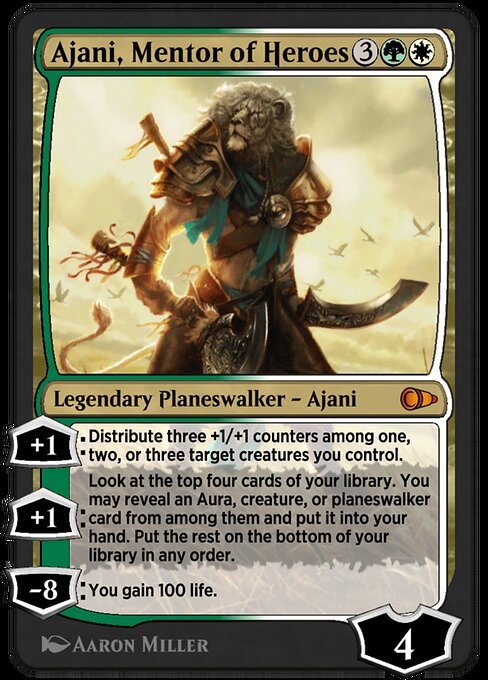 Ajani, Mentor of Heroes 3
Legendary Planeswalker – Ajani
+1: Distribute three +1/+1 counters among one,
two, or three target creatures you control.
Look at the top four cards of your library. You
may reveal an Aura, creature, or planeswalker
+1: card from among them and put it into your
hand. Put the rest on the bottom of your
library in any order.
-8: You gain 100 life.
AARON MILLER
4